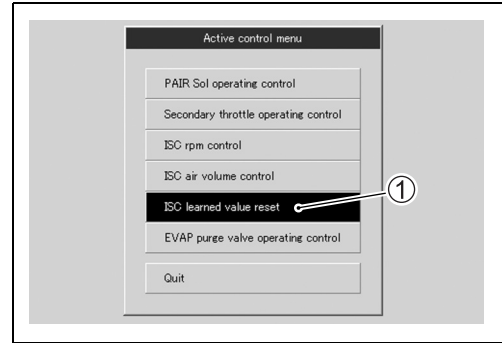 Active control menu
PAIR Sol operating control
Secondary throttle operating control
ISC rpm control
ISC air volume control
ISC learned value reset
1
EVAP purge valve operating control
Quit